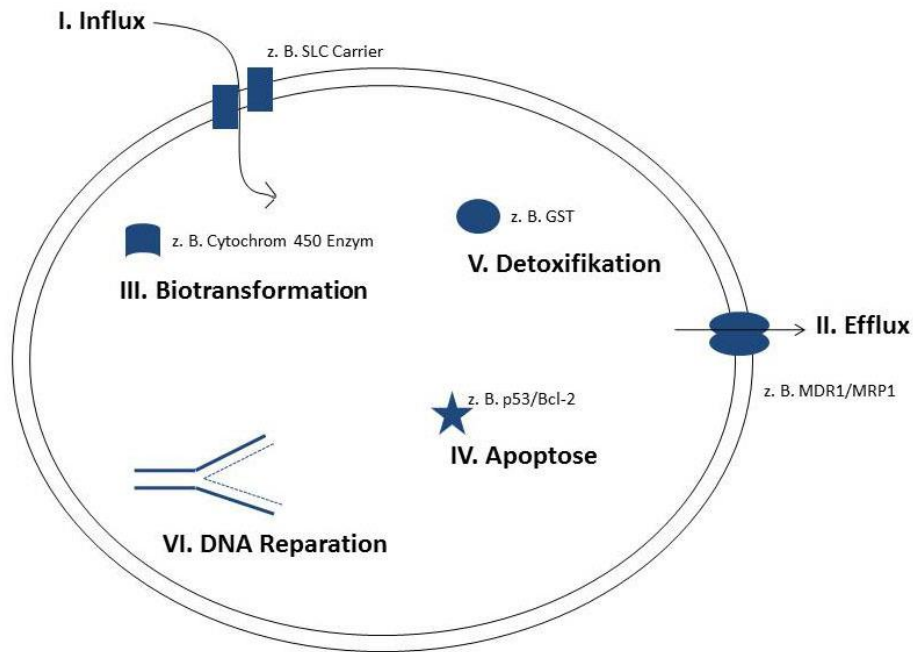 I. Influx
z. B. SLC Carrier
z. B. Cytochrom 450 Enzym
III. Biotransformation
z. B. GST
V. Detoxifikation
II. Efflux
z. B. MDR1/MRP1
z. B. p53/Bcl-2
IV. Apoptose
VI. DNA Reparation